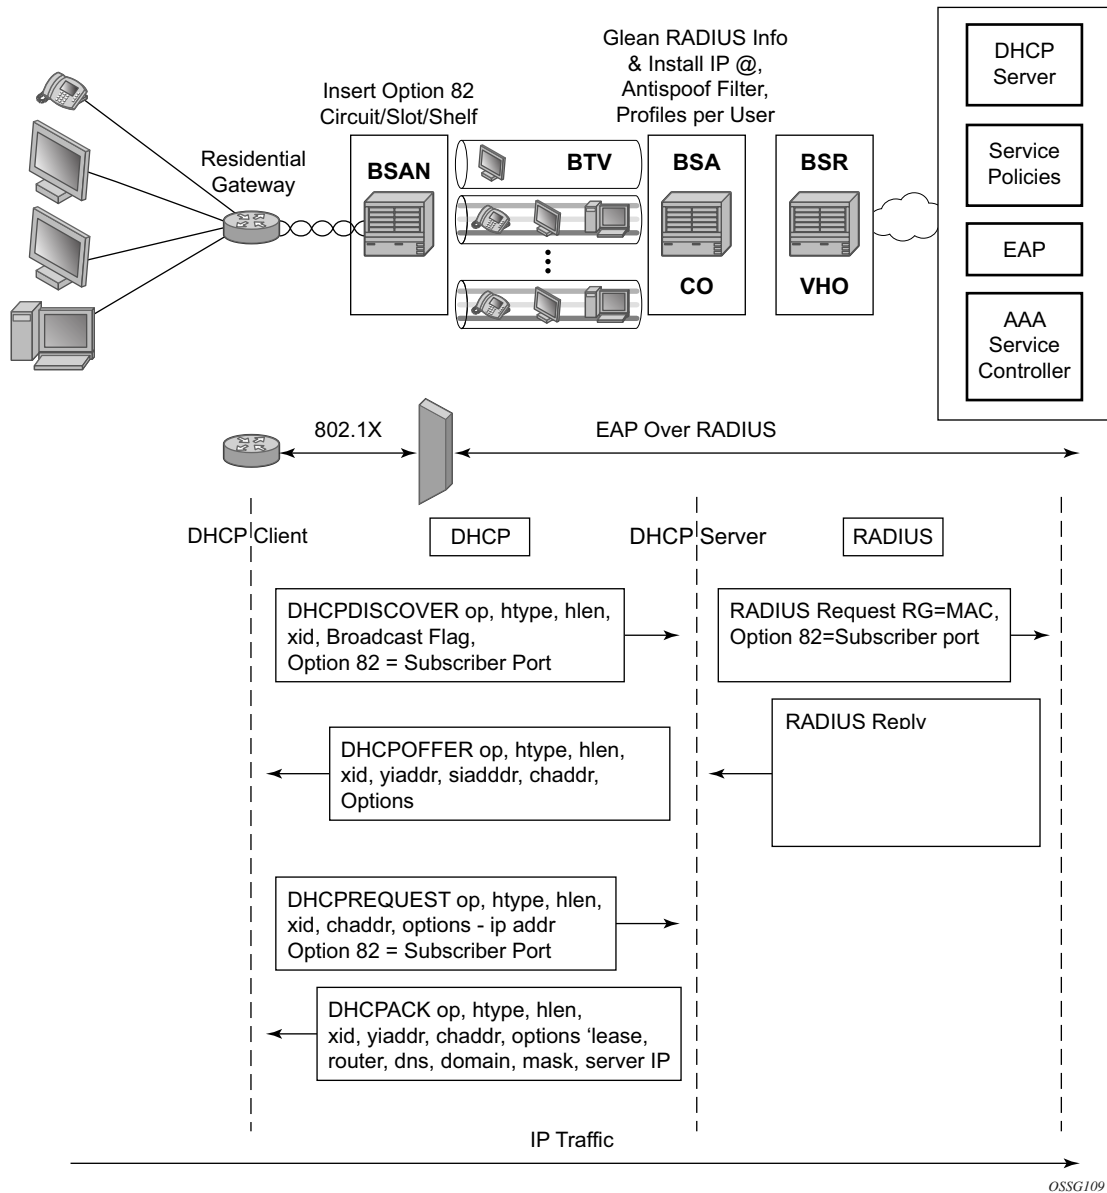 Glean RADIUS Info
& Install IP @,
Antispoof Filter,
Profiles per User
Insert Option 82
Circuit/Slot/Shelf
Residential
Gateway
BSAN
BTV
BSA
CO
BSR
VHO
DHCP
Server
Service
Policies
EAP
AAA
Service
Controller
802.1X
EAP Over RADIUS
DHCP Client
DHCP
DHCP Server
RADIUS
DHCPDISCOVER op, htype, hlen,
xid, Broadcast Flag,
Option 82 = Subscriber Port
RADIUS Request RG=MAC,
Option 82=Subscriber port
RADIUS Reply
DHCPOFFER op, htype, hlen,
xid, yiaddr, siadddr, chaddr,
Options
DHCPREQUEST op, htype, hlen,
xid, chaddr, options - ip addr
Option 82 = Subscriber Port
DHCPACK op, htype, hlen,
xid, yiaddr, chaddr, options ‘lease,
router, dns, domain, mask, server IP
IP Traffic
OSSG109